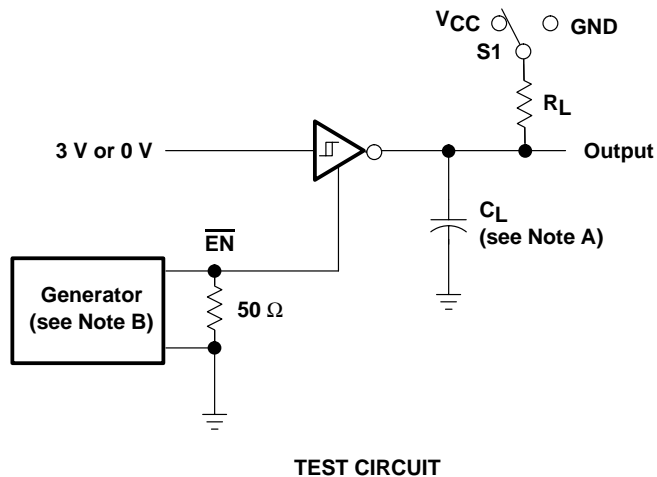 VCC
GND
S1
RL
3 V or 0 V
Output
CL
(see Note A)
EN
Generator
(see Note B)
50 Ω
TEST CIRCUIT